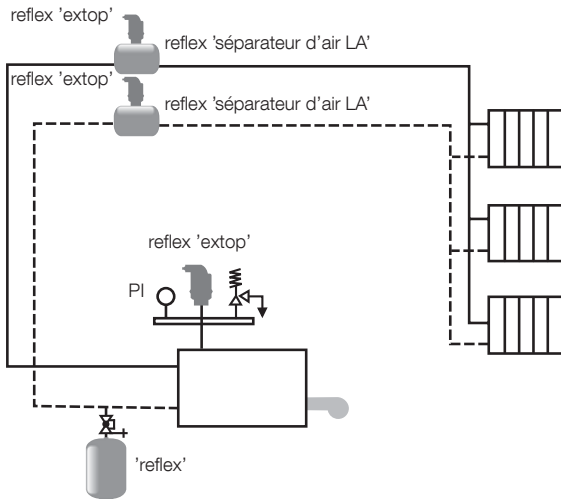 reflex ’extop’
reflex ’séparateur d’air LA’
reflex ’extop’
reflex ’séparateur d’air LA’
reflex ’extop’
PI
’reflex’